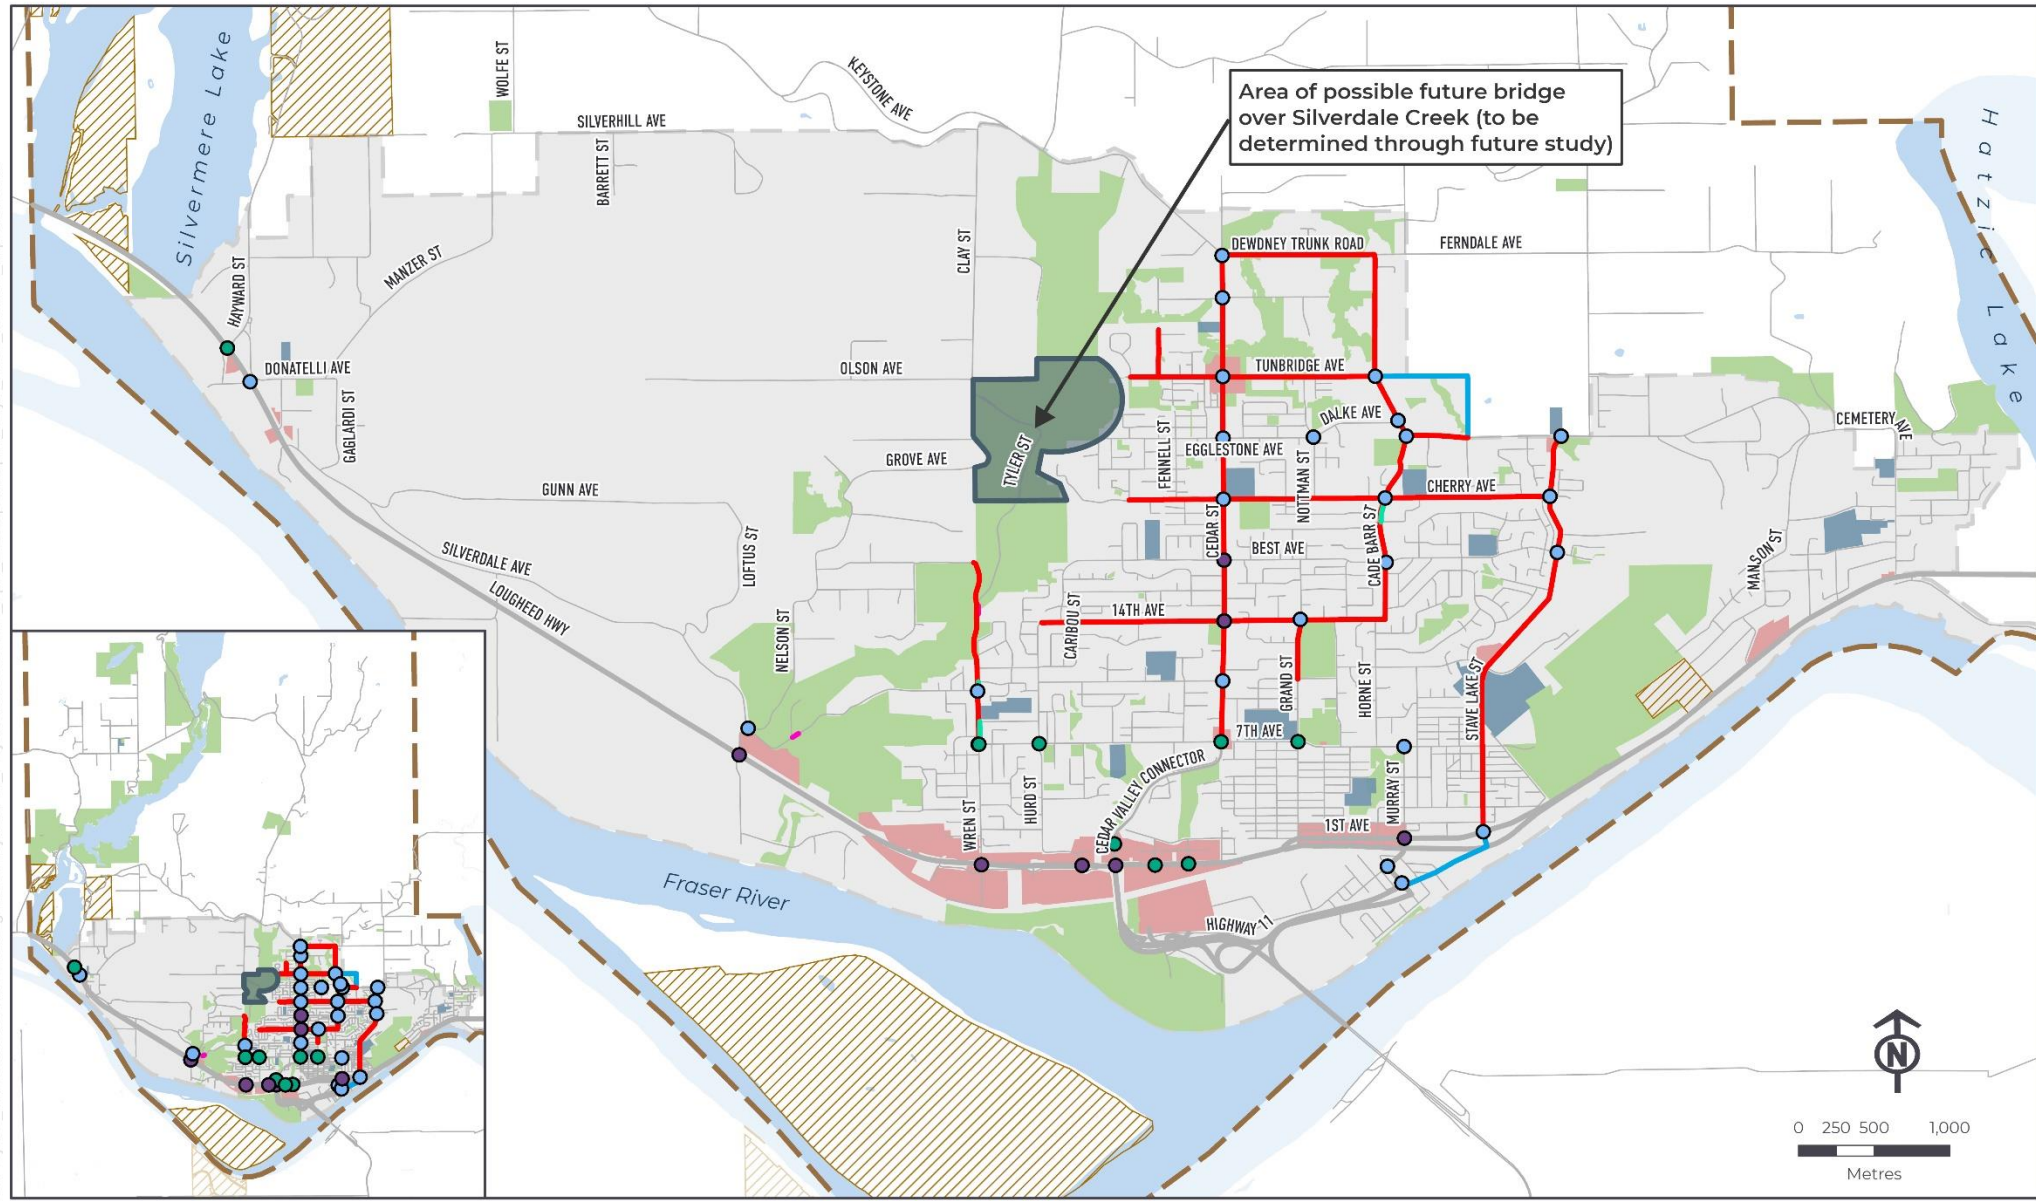 WOLFE ST
KEYSTONE AVE
Silvermere Lake
SILVERHILL AVE
BARRETT ST
Area of possible future bridge
over Silverdale Creek (to be
determined through future study)
Hatzic Lake
HAYWARD ST
MANZER ST
CLAY ST
DEWDNEY TRUNK ROAD
FERNDALE AVE
DONATELLI AVE
OLSON AVE
TUNBRIDGE AVE
GAGLARDI ST
DALKE AVE
CEMETERY AVE
FENNELL ST
EGGLESTONE AVE
TYLER ST
GROVE AVE
NOTTMAN ST
GUNN AVE
CHERRY AVE
LOFTUS ST
CEDAR ST
CADE BARR ST
SILVERDALE AVE
BEST AVE
MANSON ST
LOUGHEED HWY
NELSON ST
CARIBOU ST
14TH AVE
GRAND ST
HORNE ST
STAVE LAKE ST
7TH AVE
CEDAR VALLEY CONNECTOR
WREN ST
HURD ST
MURRAY ST
1ST AVE
Fraser River
HIGHWAY 11
N
0 250 500 1,000
Metres